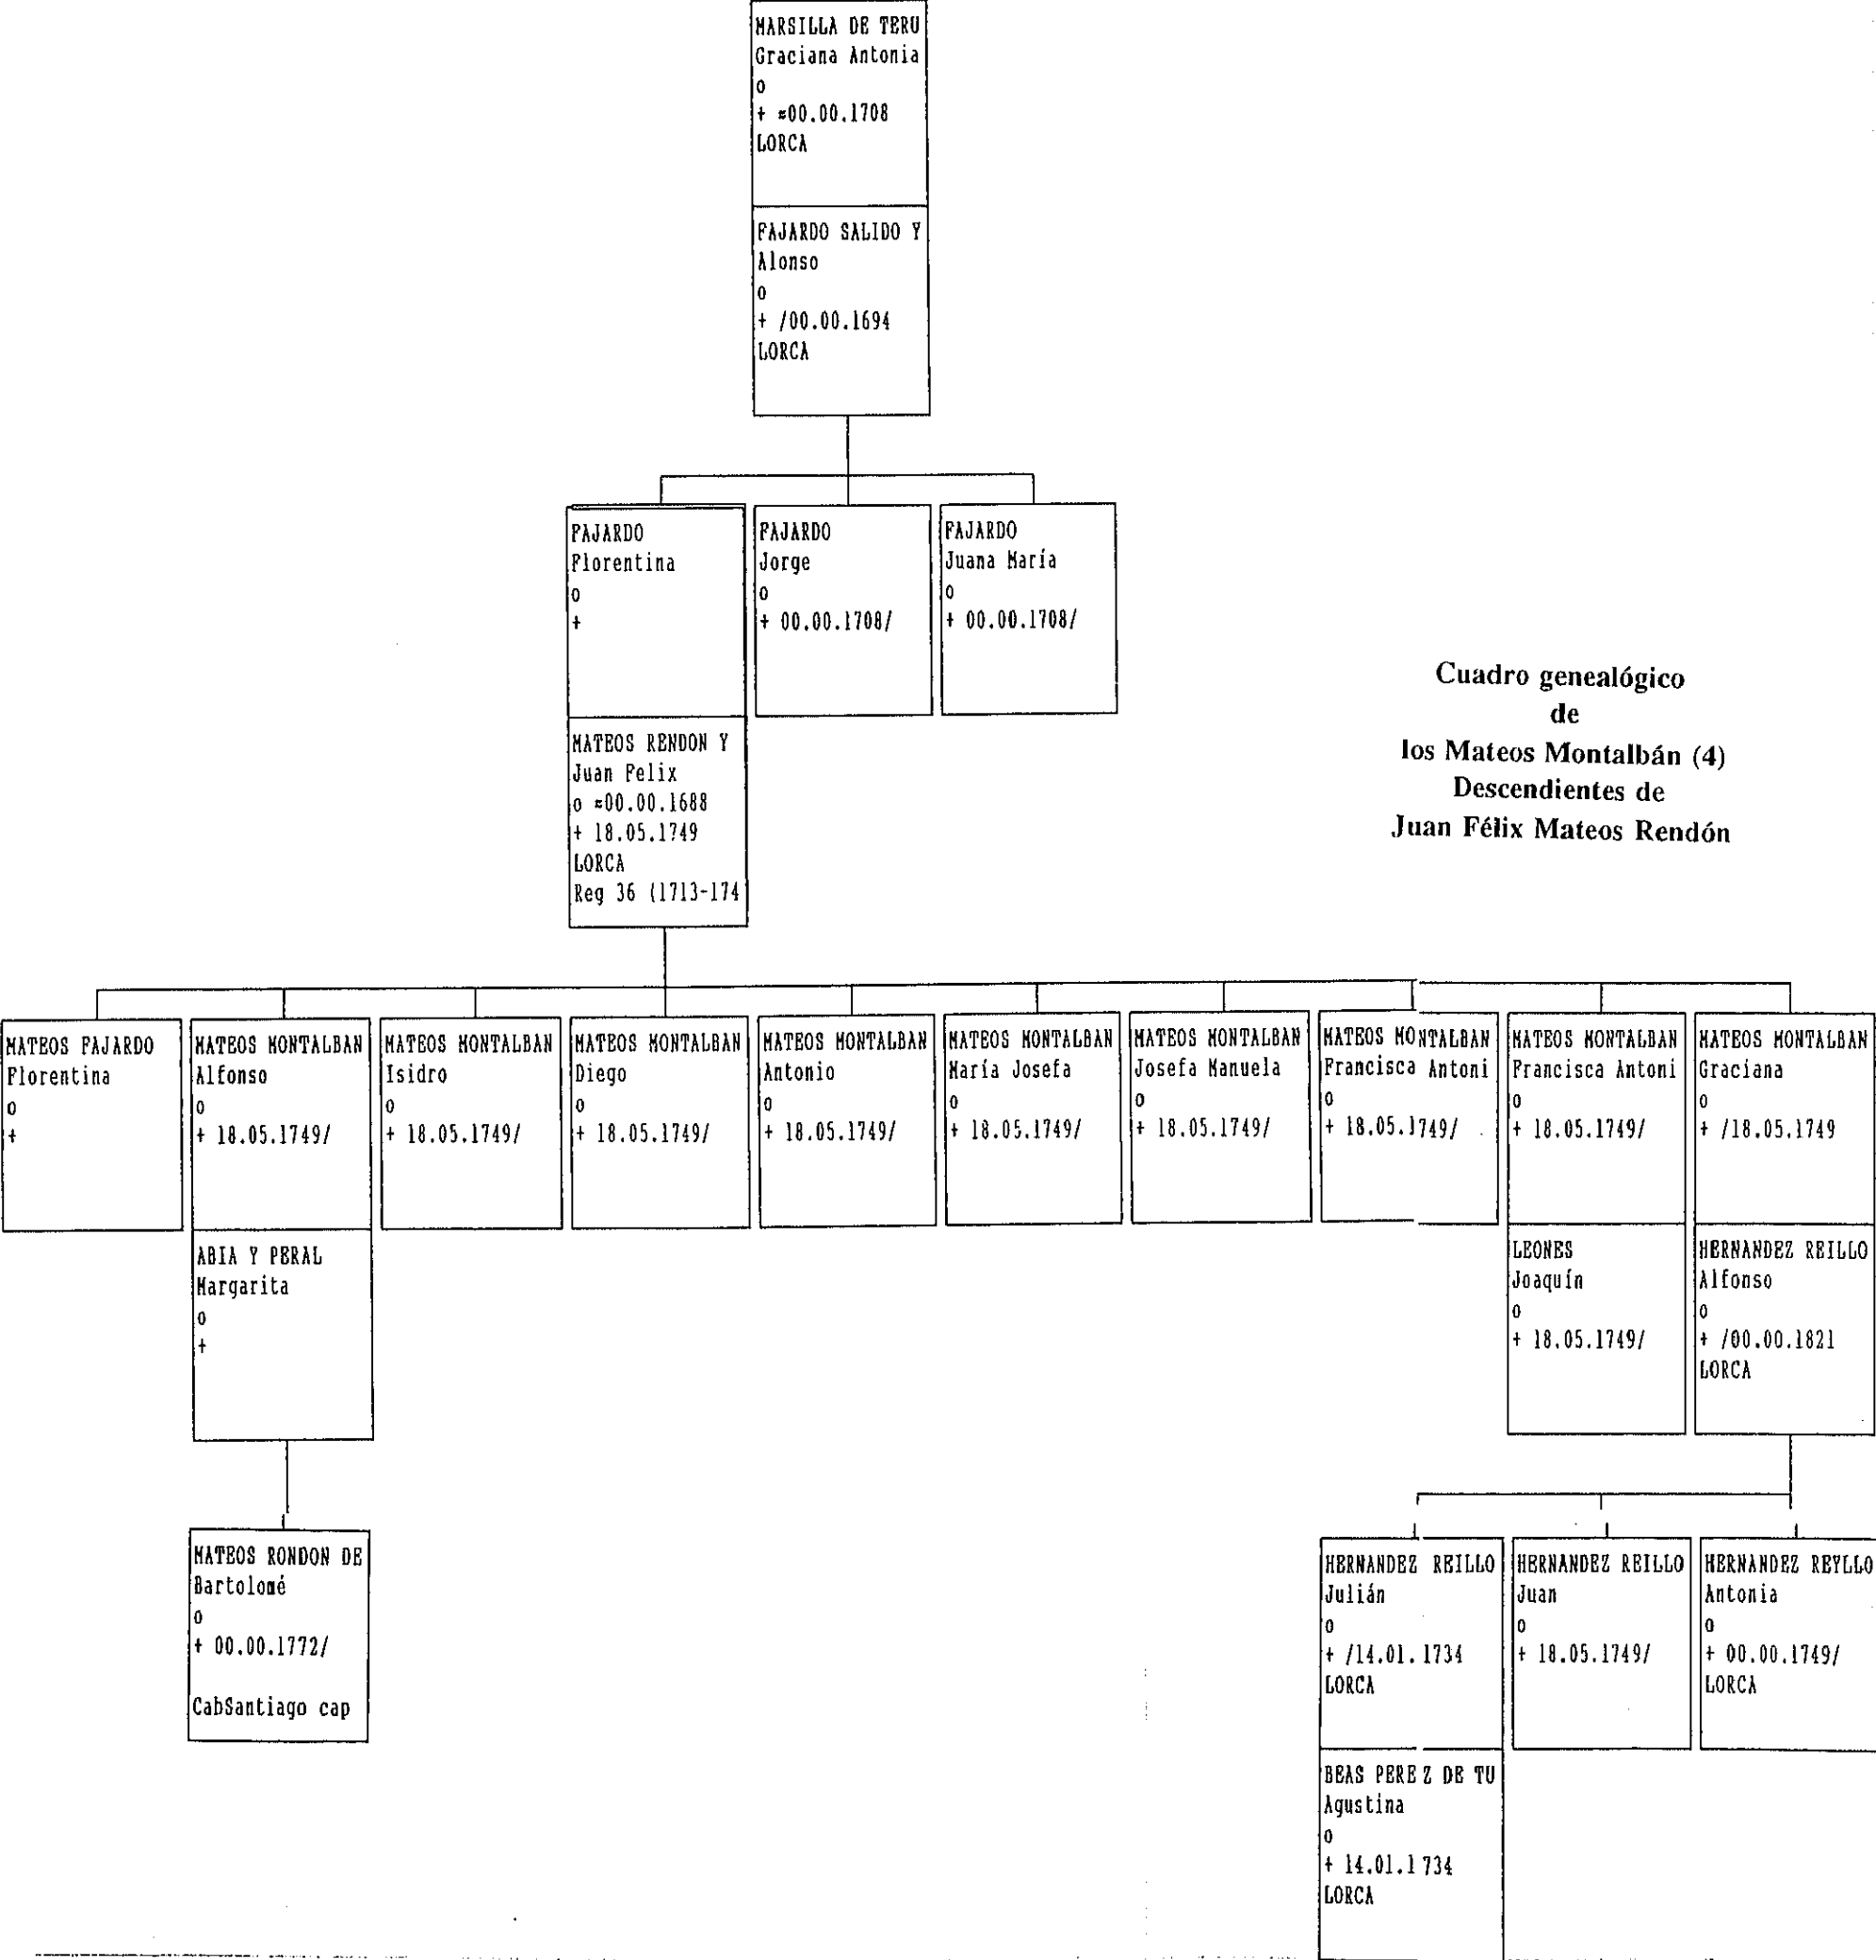 MARSILLA DE TERU
Graciana Antonia
o
+ ≈00.00.1708
LORCA
FAJARDO SALIDO Y
Alonso
o
+ /00.00.1694
LORCA
FAJARDO
Florentina
o
+
FAJARDO
Jorge
o
+ 00.00.1708/
FAJARDO
Juana María
o
+ 00.00.1708/
MATEOS RENDON Y
Juan Felix
o ≈00.00.1688
+ 18.05.1749
LORCA
Reg 36 (1713-174
Cuadro genealógico
de
los Mateos Montalbán (4)
Descendientes de
Juan Félix Mateos Rendón
MATEOS FAJARDO
Florentina
o
+
MATEOS MONTALBAN
Alfonso
o
+ 18.05.1749/
MATEOS MONTALBAN
Isidro
o
+ 18.05.1749/
MATEOS MONTALBAN
Diego
o
+ 18.05.1749/
MATEOS MONTALBAN
Antonio
o
+ 18.05.1749/
MATEOS MONTALBAN
María Josefa
o
+ 18.05.1749/
MATEOS MONTALBAN
Josefa Manuela
o
+ 18.05.1749/
MATEOS MONTALBAN
Francisca Antoni
o
+ 18.05.1749/
MATEOS MONTALBAN
Francisca Antoni
o
+ 18.05.1749/
MATEOS MONTALBAN
Graciana
o
+ /18.05.1749
ABIA Y PERAL
Margarita
o
+
LEONES
Joaquín
o
+ 18.05.1749/
HERNANDEZ REILLO
Alfonso
o
+ /00.00.1821
LORCA
MATEOS RONDON DE
Bartolomé
o
+ 00.00.1772/
CabSantiago cap
HERNANDEZ REILLO
Julián
o
+ /14.01.1734
LORCA
HERNANDEZ REILLO
Juan
o
+ 18.05.1749/
HERNANDEZ REYLLO
Antonia
o
+ 00.00.1749/
LORCA
BEAS PEREZ DE TU
Agustina
o
+ 14.01.1734
LORCA